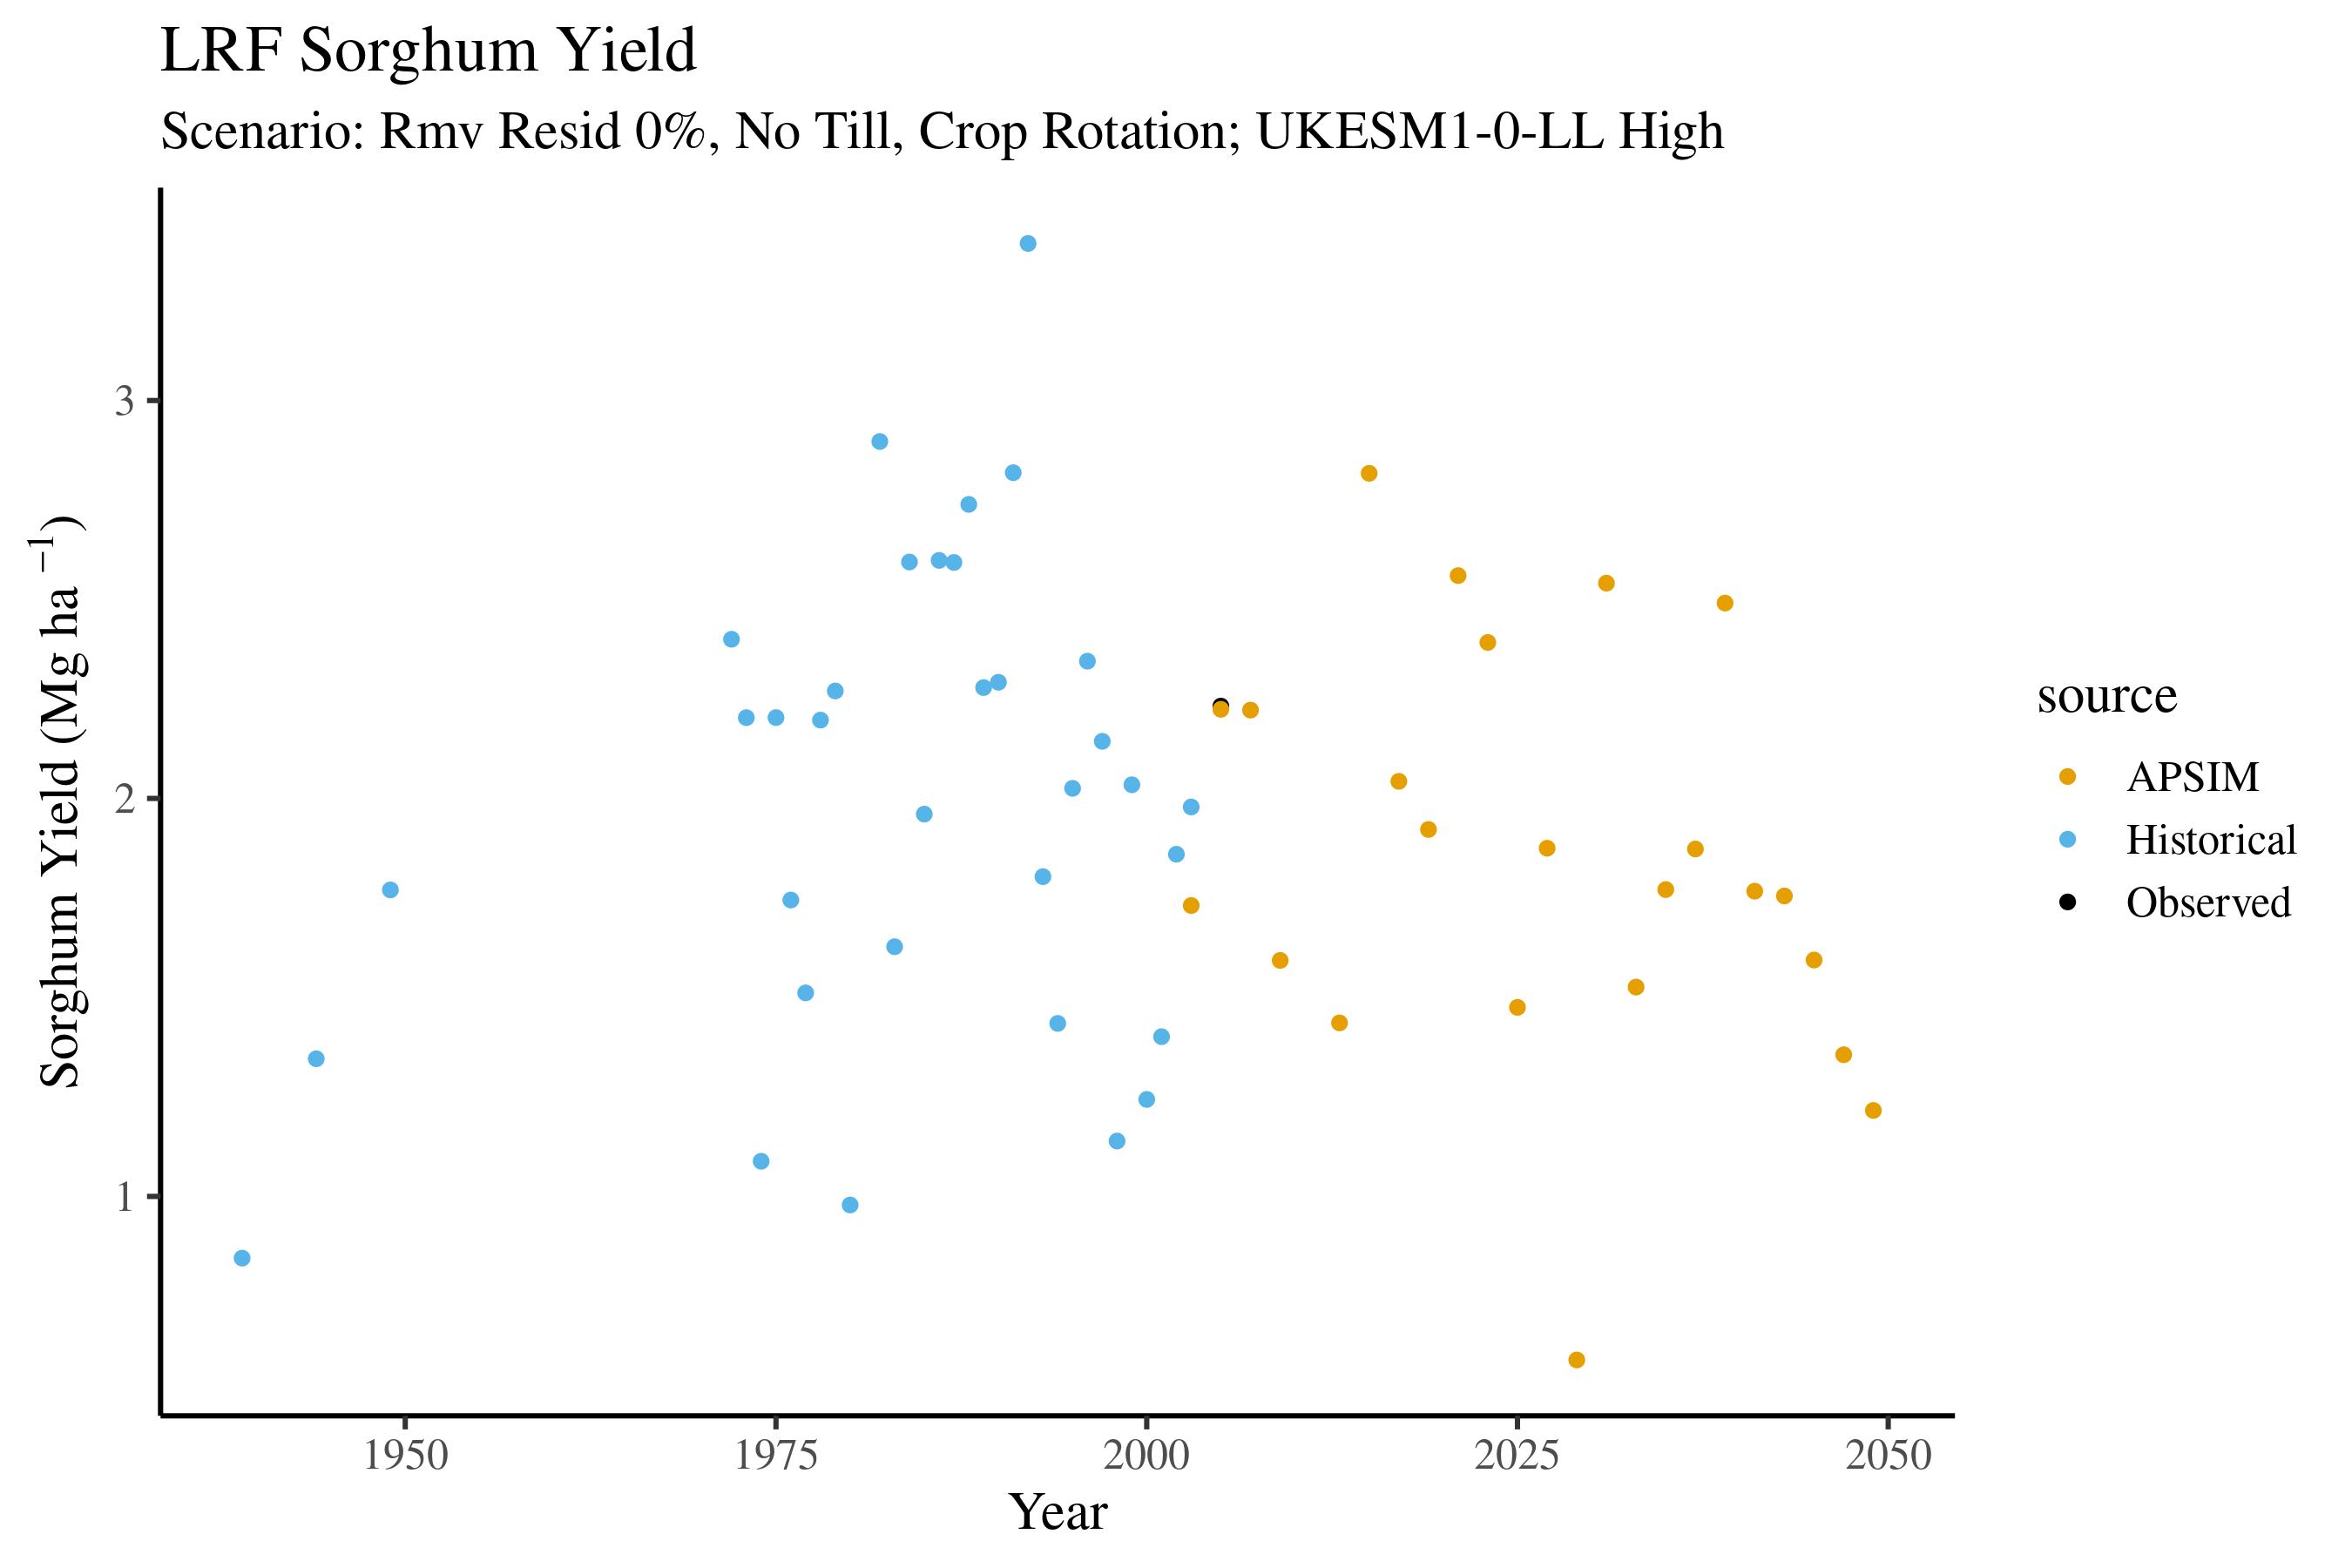 LRF Sorghum Yield
Scenario: Rmv Resid 0%, No Till, Crop Rotation; UKESM1-0-LL High
Sorghum Yield (Mg ha −1)
3
2
1
1950
1975
2000
2025
2050
Year
source
APSIM
Historical
Observed